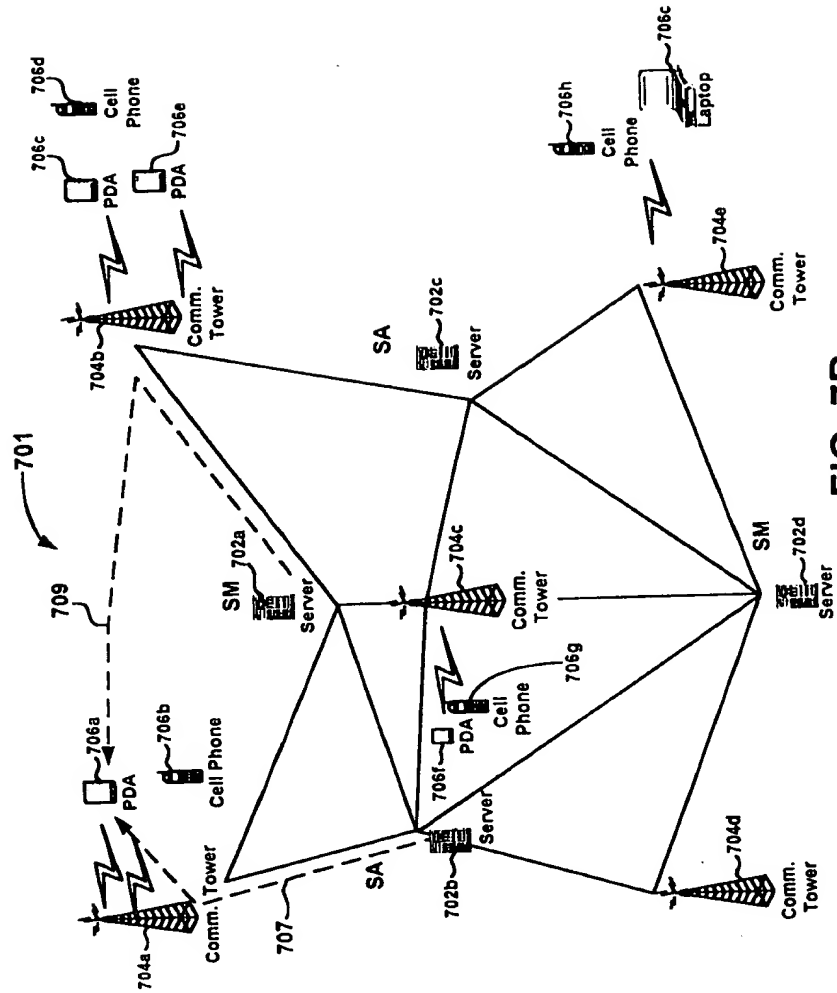 701
709
706a
PDA
706b
Cell Phone
704a
Comm. Tower
707
SA
702b
Server
SM
702a
Server
704b
Comm.
Tower
706c
PDA
706d
Cell
Phone
706e
PDA
SA
702c
Server
704c
Comm.
Tower
706f
PDA
706g
Cell
Phone
704d
Comm.
Tower
SM
702d
Server
704e
Comm.
Tower
706h
Cell
Phone
706c
Laptop